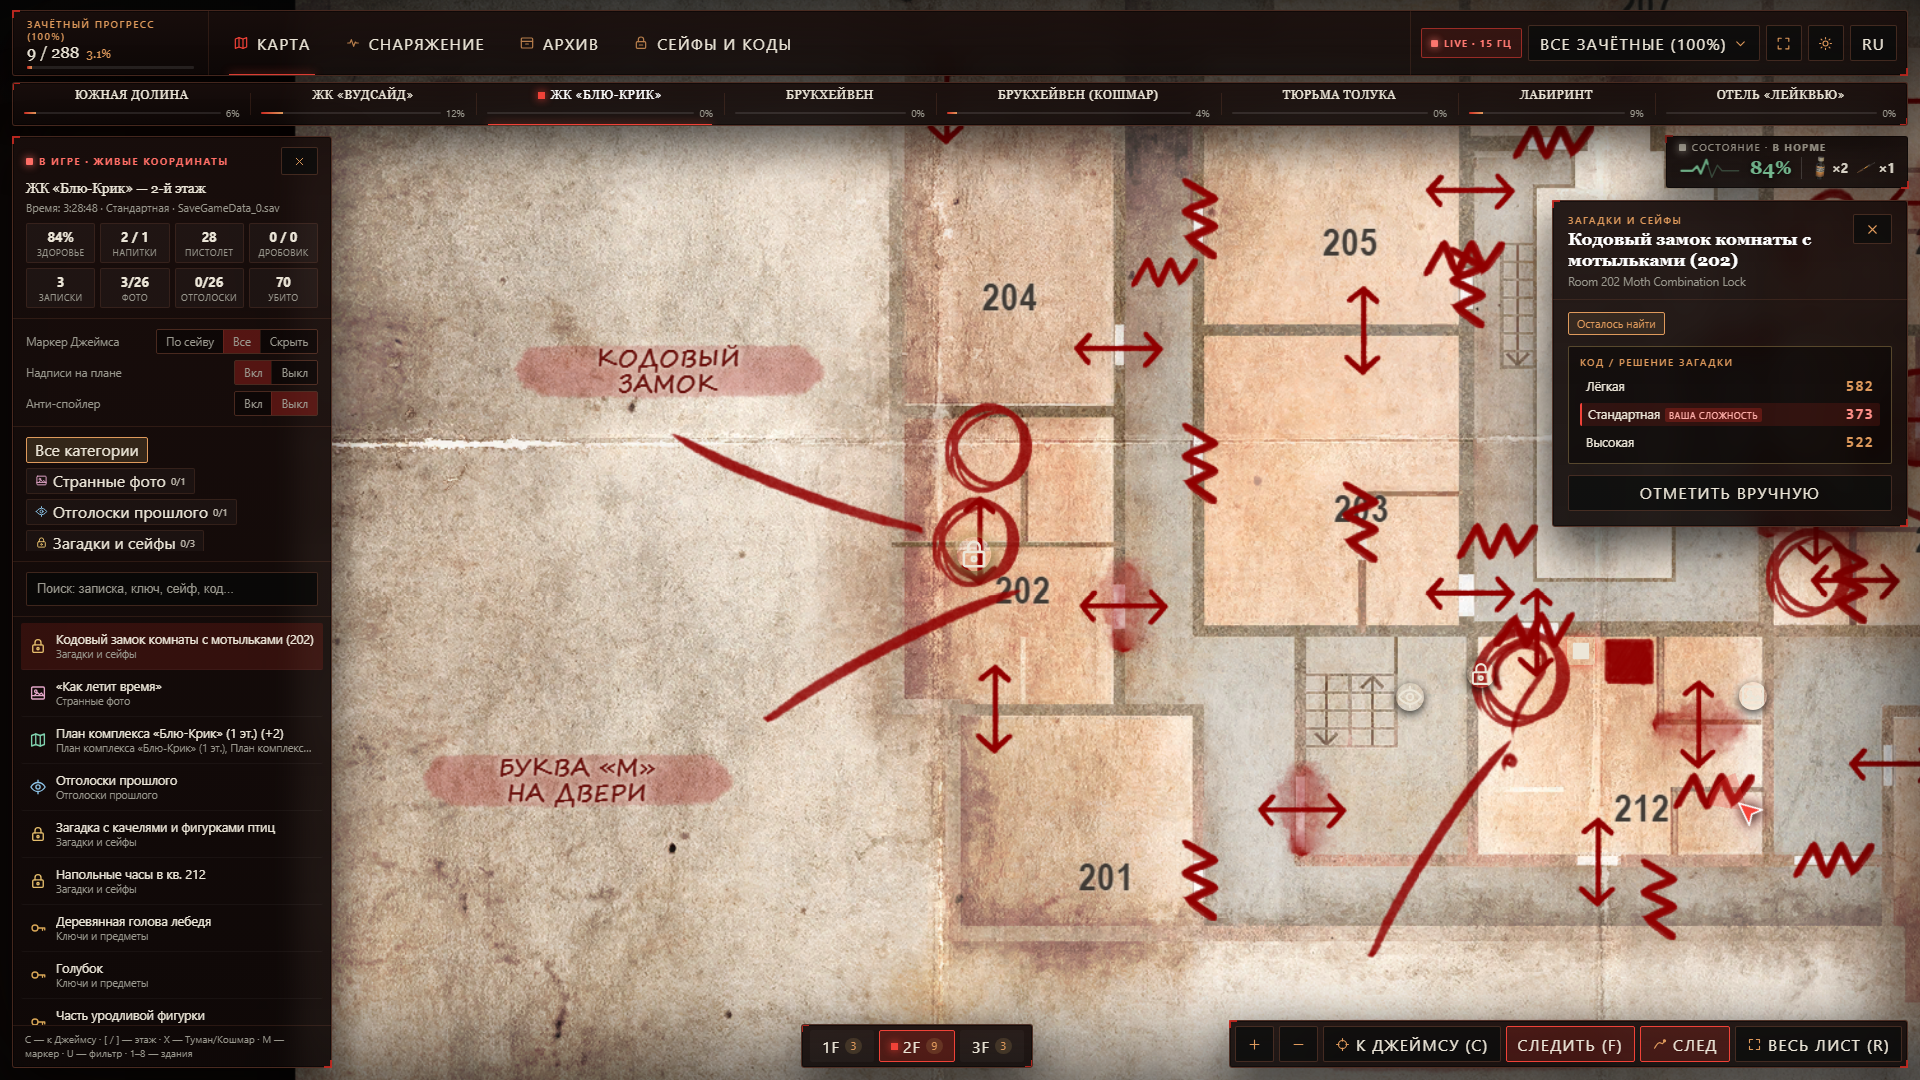 ЗАЧЁТНЫЙ ПРОГРЕСС
(100%)
9 / 288 3.1%
КАРТА
СНАРЯЖЕНИЕ
АРХИВ
СЕЙФЫ И КОДЫ
LIVE · 15 ГЦ
ВСЕ ЗАЧЁТНЫЕ (100%)
RU
ЮЖНАЯ ДОЛИНА
6%
ЖК «ВУДСАЙД»
12%
ЖК «БЛЮ-КРИК»
0%
БРУКХЕЙВЕН
0%
БРУКХЕЙВЕН (КОШМАР)
4%
ТЮРЬМА ТОЛУКА
0%
ЛАБИРИНТ
9%
ОТЕЛЬ «ЛЕЙКВЬЮ»
0%
В ИГРЕ · ЖИВЫЕ КООРДИНАТЫ
ЖК «Блю-Крик» — 2-й этаж
Время: 3:28:48 · Стандартная · SaveGameData_0.sav
84% 2 / 1 28 0 / 0
ЗДОРОВЬЕ НАПИТКИ ПИСТОЛЕТ ДРОБОВИК
3 3/26 0/26 70
ЗАПИСКИ ФОТО ОТГОЛОСКИ УБИТО
Маркер Джеймса По сейву Все Скрыть
Надписи на плане Вкл Выкл
Анти-спойлер Вкл Выкл
Все категории
Странные фото 0/1
Отголоски прошлого 0/1
Загадки и сейфы 0/3
Поиск: записка, ключ, сейф, код...
Кодовый замок комнаты с мотыльками (202)
Загадки и сейфы
«Как летит время»
Странные фото
План комплекса «Блю-Крик» (1 эт.) (+2)
План комплекса «Блю-Крик» (1 эт.), План комплекс...
Отголоски прошлого
Отголоски прошлого
Загадка с качелями и фигурками птиц
Загадки и сейфы
Напольные часы в кв. 212
Загадки и сейфы
Деревянная голова лебедя
Ключи и предметы
Голубок
Ключи и предметы
Часть уродливой фигурки
C — к Джеймсу · [ / ] — этаж · X — Туман/Кошмар · M —
маркер · U — фильтр · 1–8 — здания
КОДОВЫЙ
ЗАМОК
БУКВА «М»
НА ДВЕРИ
204
205
203
202
201
212
СОСТОЯНИЕ · В НОРМЕ
84% ×2 ×1
ЗАГАДКИ И СЕЙФЫ
Кодовый замок комнаты с
мотыльками (202)
Room 202 Moth Combination Lock
Осталось найти
КОД / РЕШЕНИЕ ЗАГАДКИ
Лёгкая 582
Стандартная ВАША СЛОЖНОСТЬ 373
Высокая 522
ОТМЕТИТЬ ВРУЧНУЮ
1F 3 2F 9 3F 3
+ − К ДЖЕЙМСУ (C) СЛЕДИТЬ (F) СЛЕД ВЕСЬ ЛИСТ (R)